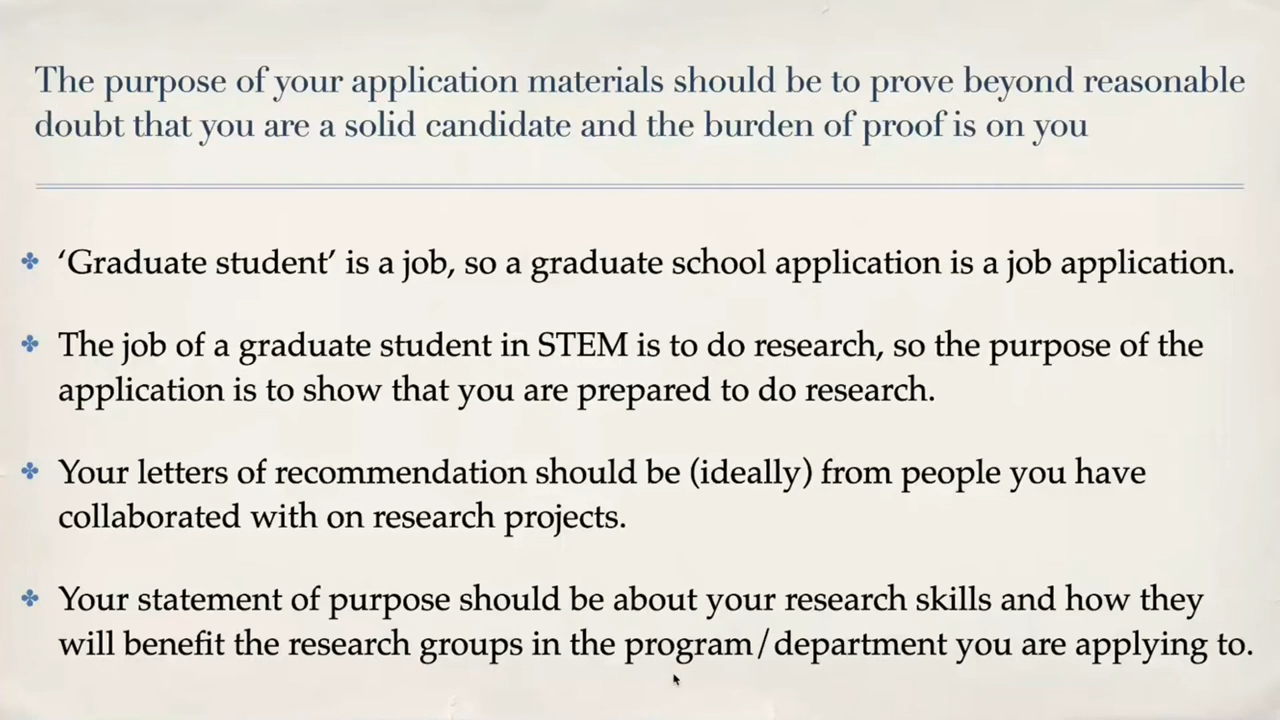 The purpose of your application materials should be to prove beyond reasonable
doubt that you are a solid candidate and the burden of proof is on you
‘Graduate student’ is a job, so a graduate school application is a job application.
The job of a graduate student in STEM is to do research, so the purpose of the
application is to show that you are prepared to do research.
Your letters of recommendation should be (ideally) from people you have
collaborated with on research projects.
Your statement of purpose should be about your research skills and how they
will benefit the research groups in the program/department you are applying to.